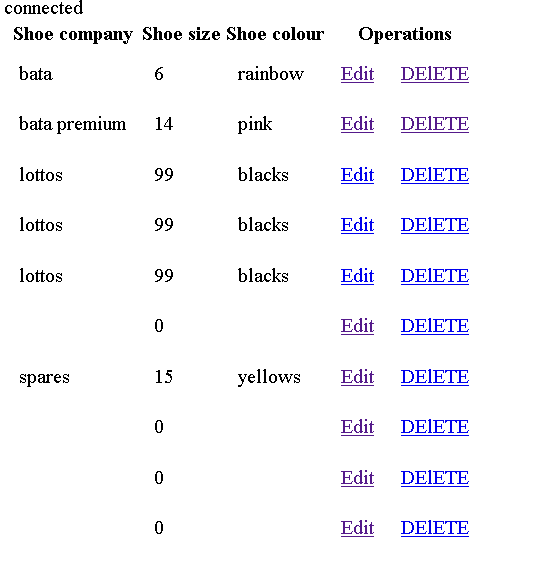 connected
Shoe company Shoe size Shoe colour Operations
bata 6 rainbow Edit DElETE
bata premium 14 pink Edit DElETE
lottos 99 blacks Edit DElETE
lottos 99 blacks Edit DElETE
lottos 99 blacks Edit DElETE
0 Edit DElETE
spares 15 yellows Edit DElETE
0 Edit DElETE
0 Edit DElETE
0 Edit DElETE